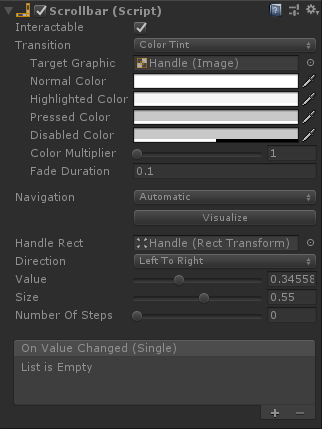 Scrollbar (Script)
Interactable
Transition Color Tint
Target Graphic Handle (Image)
Normal Color
Highlighted Color
Pressed Color
Disabled Color
Color Multiplier 1
Fade Duration 0.1
Navigation Automatic
Visualize
Handle Rect Handle (Rect Transform)
Direction Left To Right
Value 0.34558
Size 0.55
Number Of Steps 0
On Value Changed (Single)
List is Empty